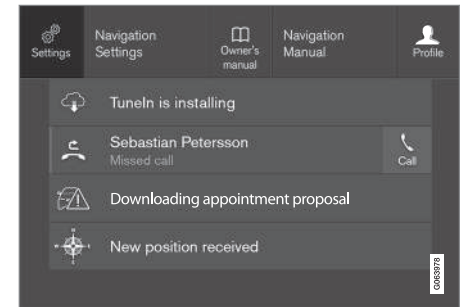 Settings
Navigation
Settings
Owner's
manual
Navigation
Manual
Profile
TuneIn is installing
Sebastian Petersson
Missed call
Call
Downloading appointment proposal
New position received
G063978